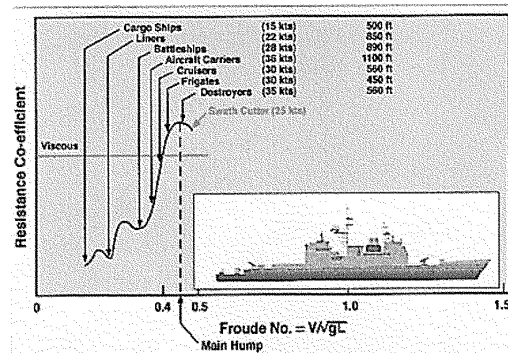 Cargo Ships (15 kts) 500 ft
Liners (22 kts) 850 ft
Battleships (28 kts) 890 ft
Aircraft Carriers (36 kts) 1100 ft
Cruisers (30 kts) 560 ft
Frigates (30 kts) 450 ft
Dostroyors (35 kts) 560 ft
Swath Cutter (25 kts)
Viscous
Resistance Co-efficient
0 0.4 0.5 1.0 1.5
Froude No. = V/√gL
Main Hump